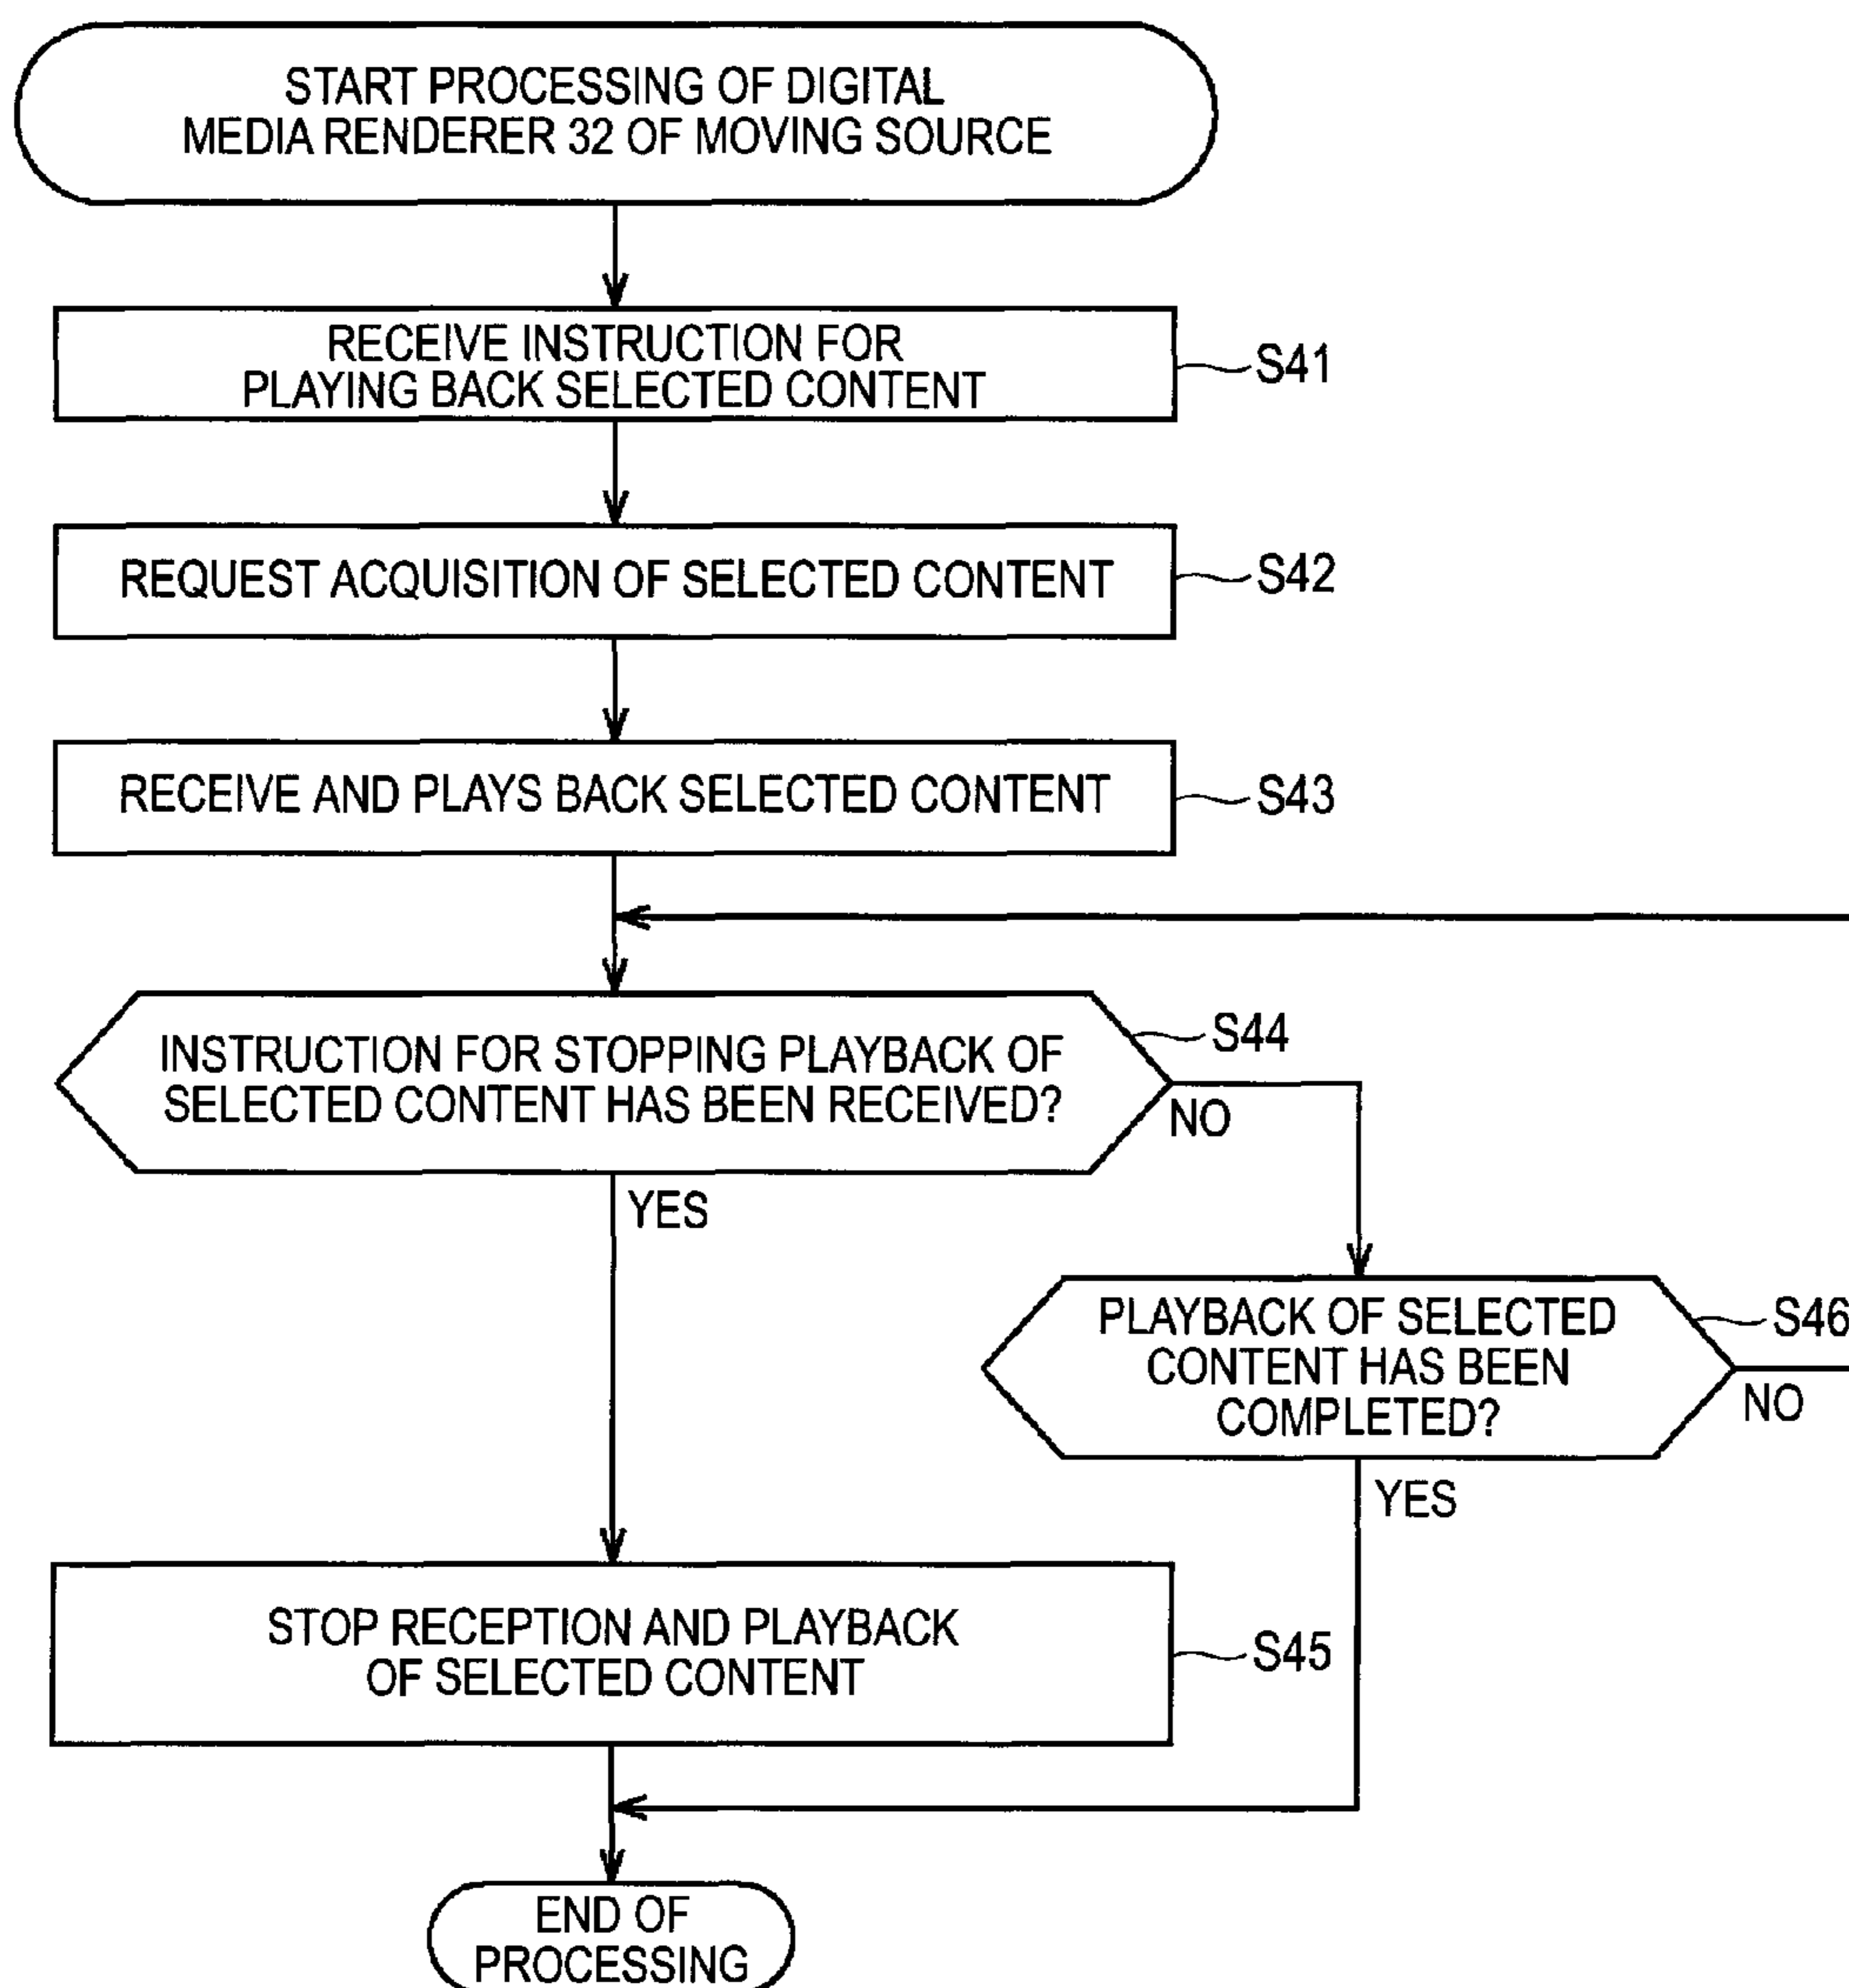 START PROCESSING OF DIGITAL
MEDIA RENDERER 32 OF MOVING SOURCE
RECEIVE INSTRUCTION FOR
PLAYING BACK SELECTED CONTENT
S41
REQUEST ACQUISITION OF SELECTED CONTENT
S42
RECEIVE AND PLAYS BACK SELECTED CONTENT
S43
INSTRUCTION FOR STOPPING PLAYBACK OF
SELECTED CONTENT HAS BEEN RECEIVED?
S44
NO
YES
PLAYBACK OF SELECTED
CONTENT HAS BEEN
COMPLETED?
S46
NO
YES
STOP RECEPTION AND PLAYBACK
OF SELECTED CONTENT
S45
END OF
PROCESSING